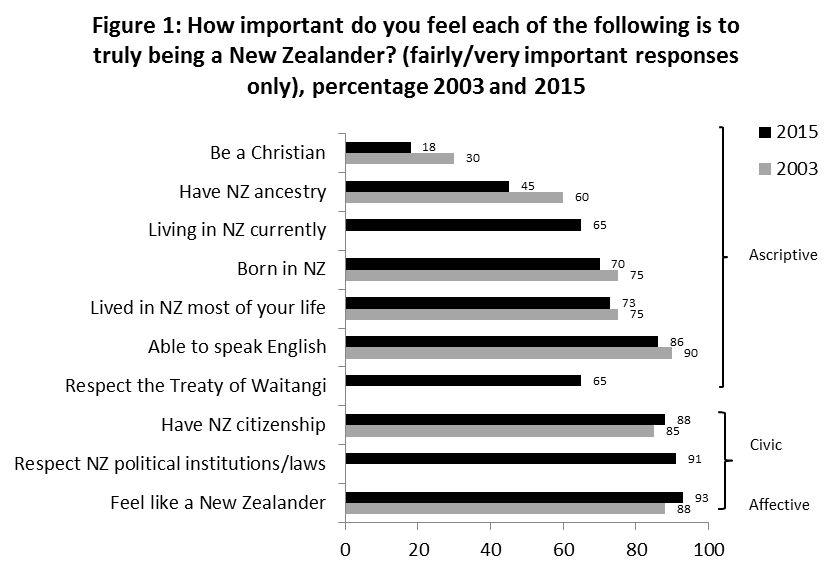 Figure 1: How important do you feel each of the following is to
truly being a New Zealander? (fairly/very important responses
only), percentage 2003 and 2015
2015
2003
Be a Christian 18
30
Have NZ ancestry 45
60
Living in NZ currently 65
Born in NZ 70
75
Lived in NZ most of your life 73
75
Able to speak English 86
90
Respect the Treaty of Waitangi 65
Ascriptive
Have NZ citizenship 88
85
Respect NZ political institutions/laws 91
Civic
Feel like a New Zealander 93
88
Affective
0 20 40 60 80 100